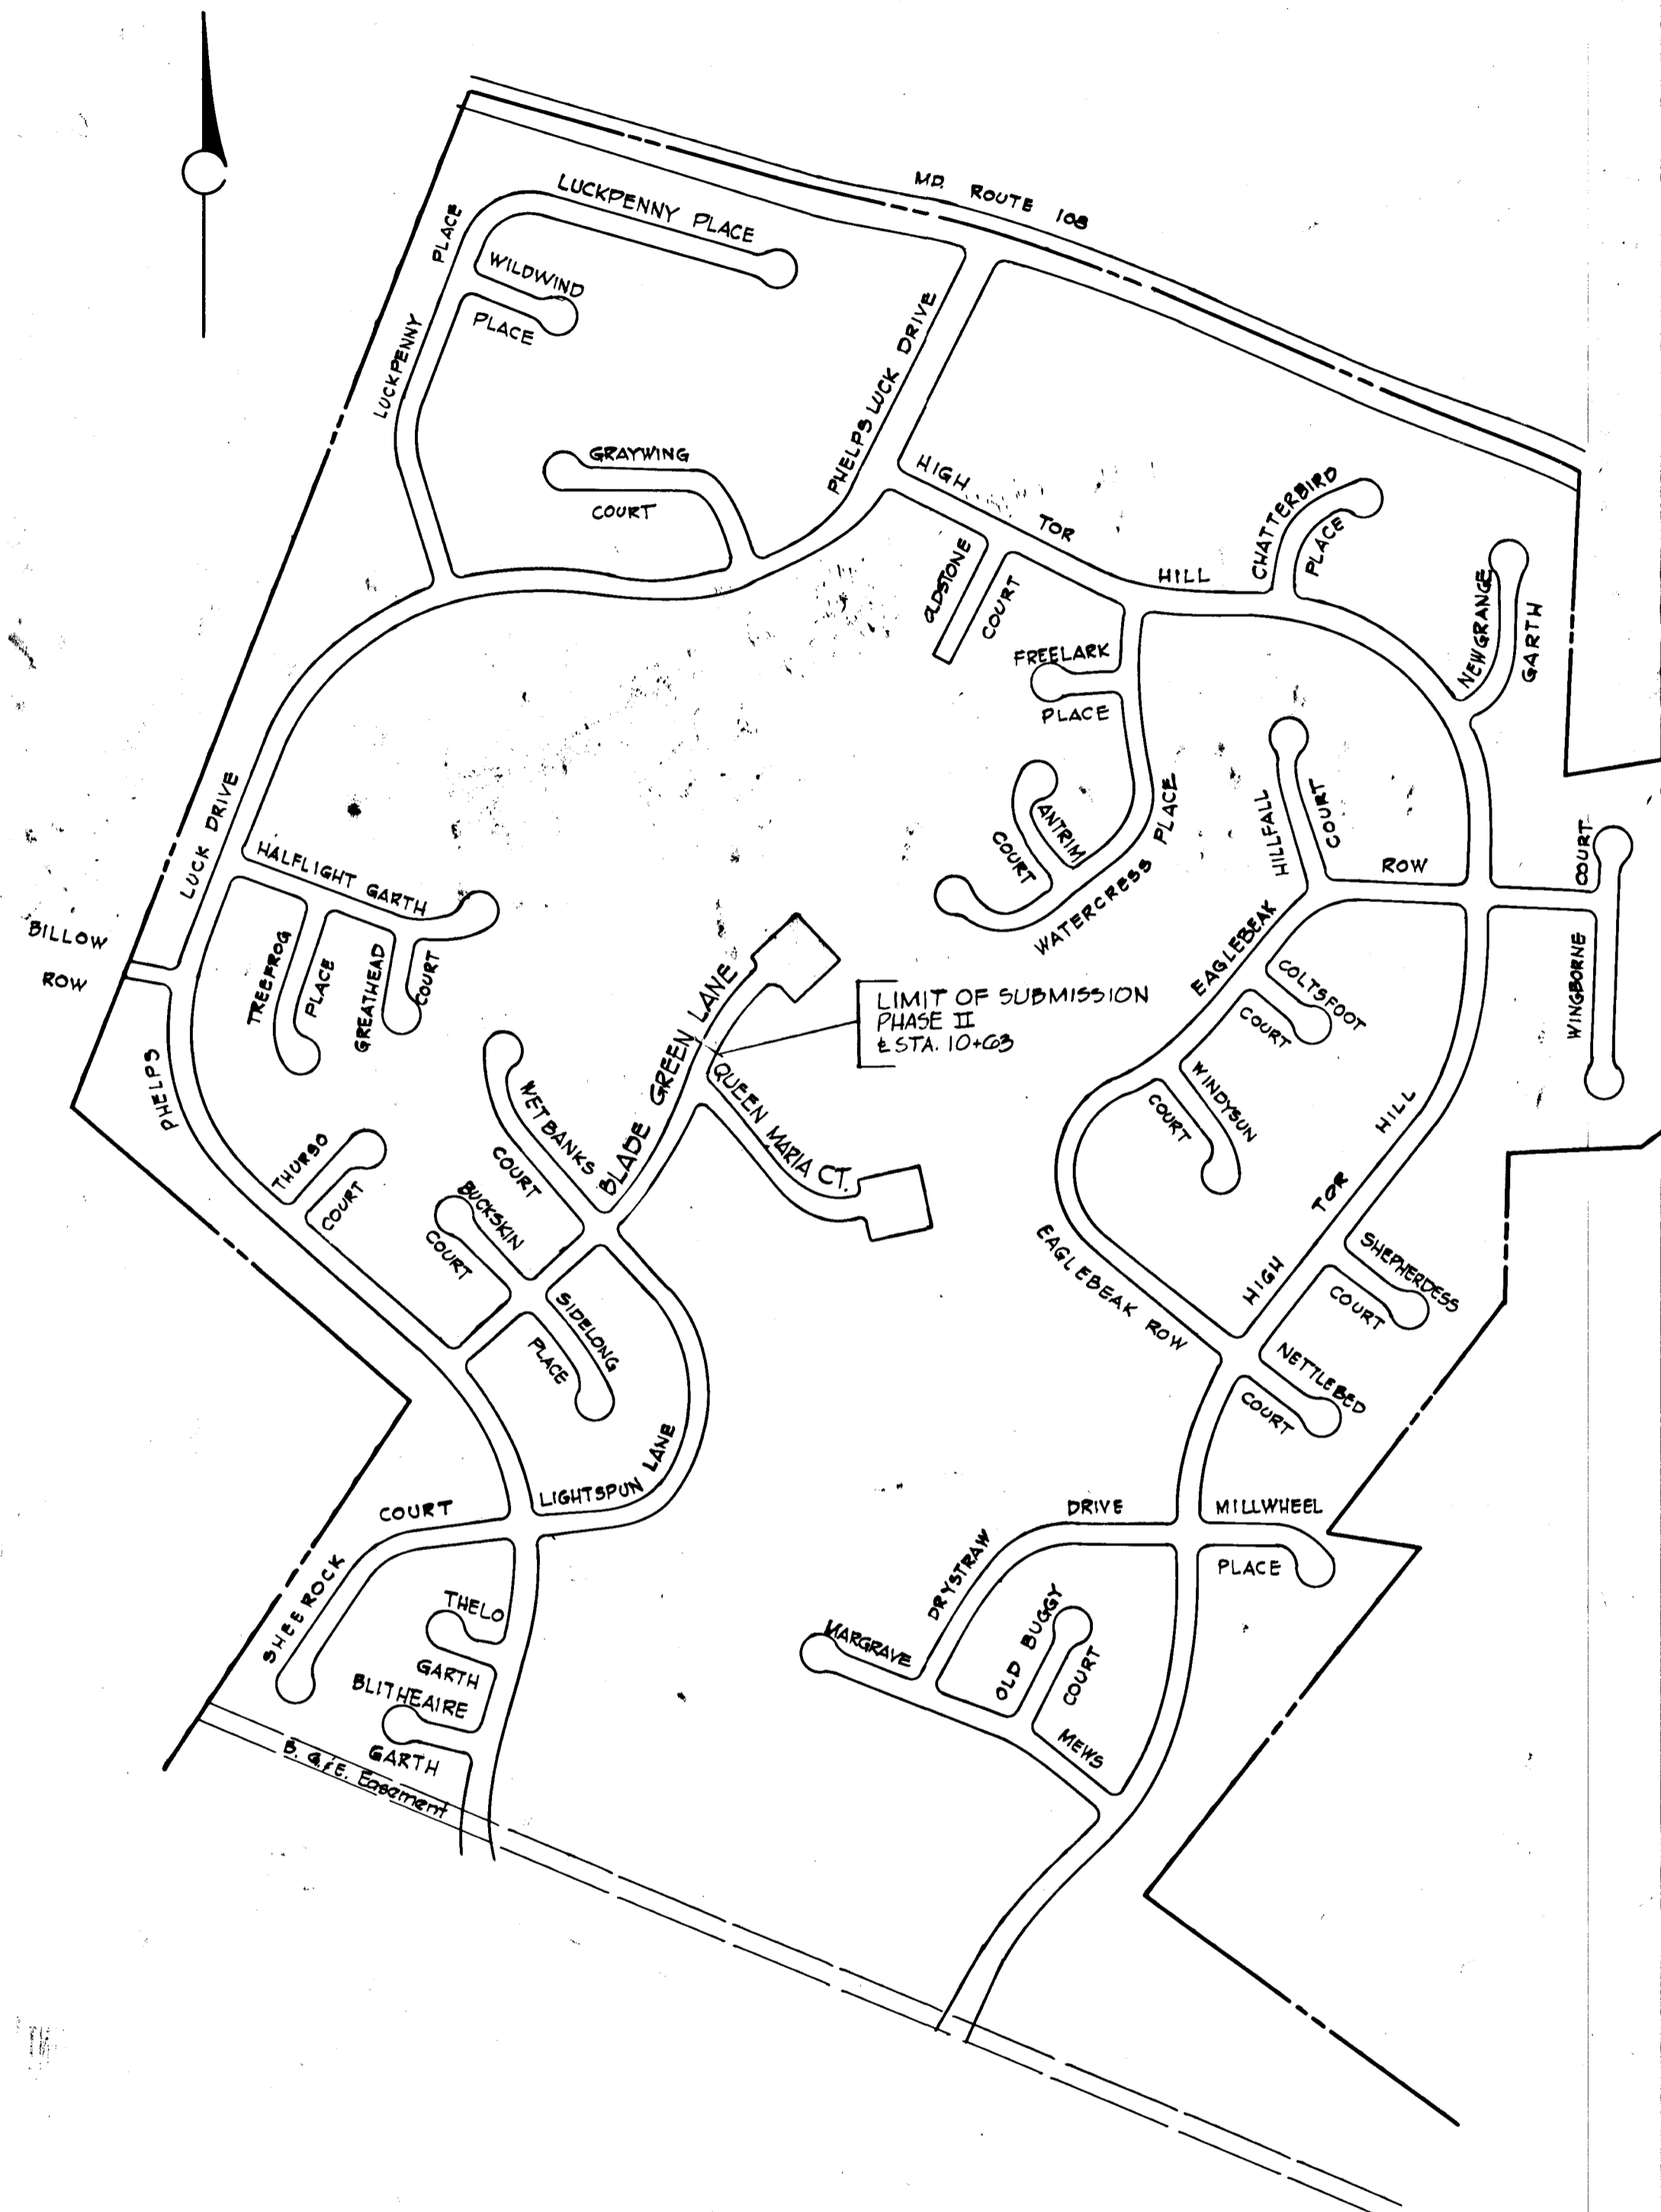 MD. ROUTE 108
LUCKPENNY PLACE
LUCKPENNY PLACE
WILDWIND
PLACE
PHELPS LUCK DRIVE
GRAYWING
COURT
HIGH TOR HILL
CHATTERBIRD
PLACE
OLDSTONE
COURT
NEWGRANGE
GARTH
FREELARK
PLACE
ANTRIM
COURT
WATERCRESS PLACE
HILLFALL
COURT
EAGLEBEAK
ROW
COURT
WINGBORNE
LUCK DRIVE
HALFLIGHT GARTH
BILLOW
ROW
TREEFROG
PLACE
GREATHEAD
COURT
PHELPS
COLTSFOOT
COURT
WINDYSUN
COURT
BLADE GREEN LANE
LIMIT OF SUBMISSION
PHASE II
℄ STA. 10+63
QUEEN MARIA CT.
WETBANKS
COURT
THURSO
COURT
BUCKSKIN
COURT
SIDELONG
PLACE
EAGLEBEAK ROW
HIGH TOR HILL
SHEPHERDESS
COURT
NETTLEBED
COURT
LIGHTSPUN LANE
COURT
SHEEROCK
DRIVE
DRYSTRAW
MILLWHEEL
PLACE
THELO
GARTH
BLITHEAIRE
GARTH
MARGRAVE
OLD BUGGY
COURT
MEWS
B. G. & E. Easement